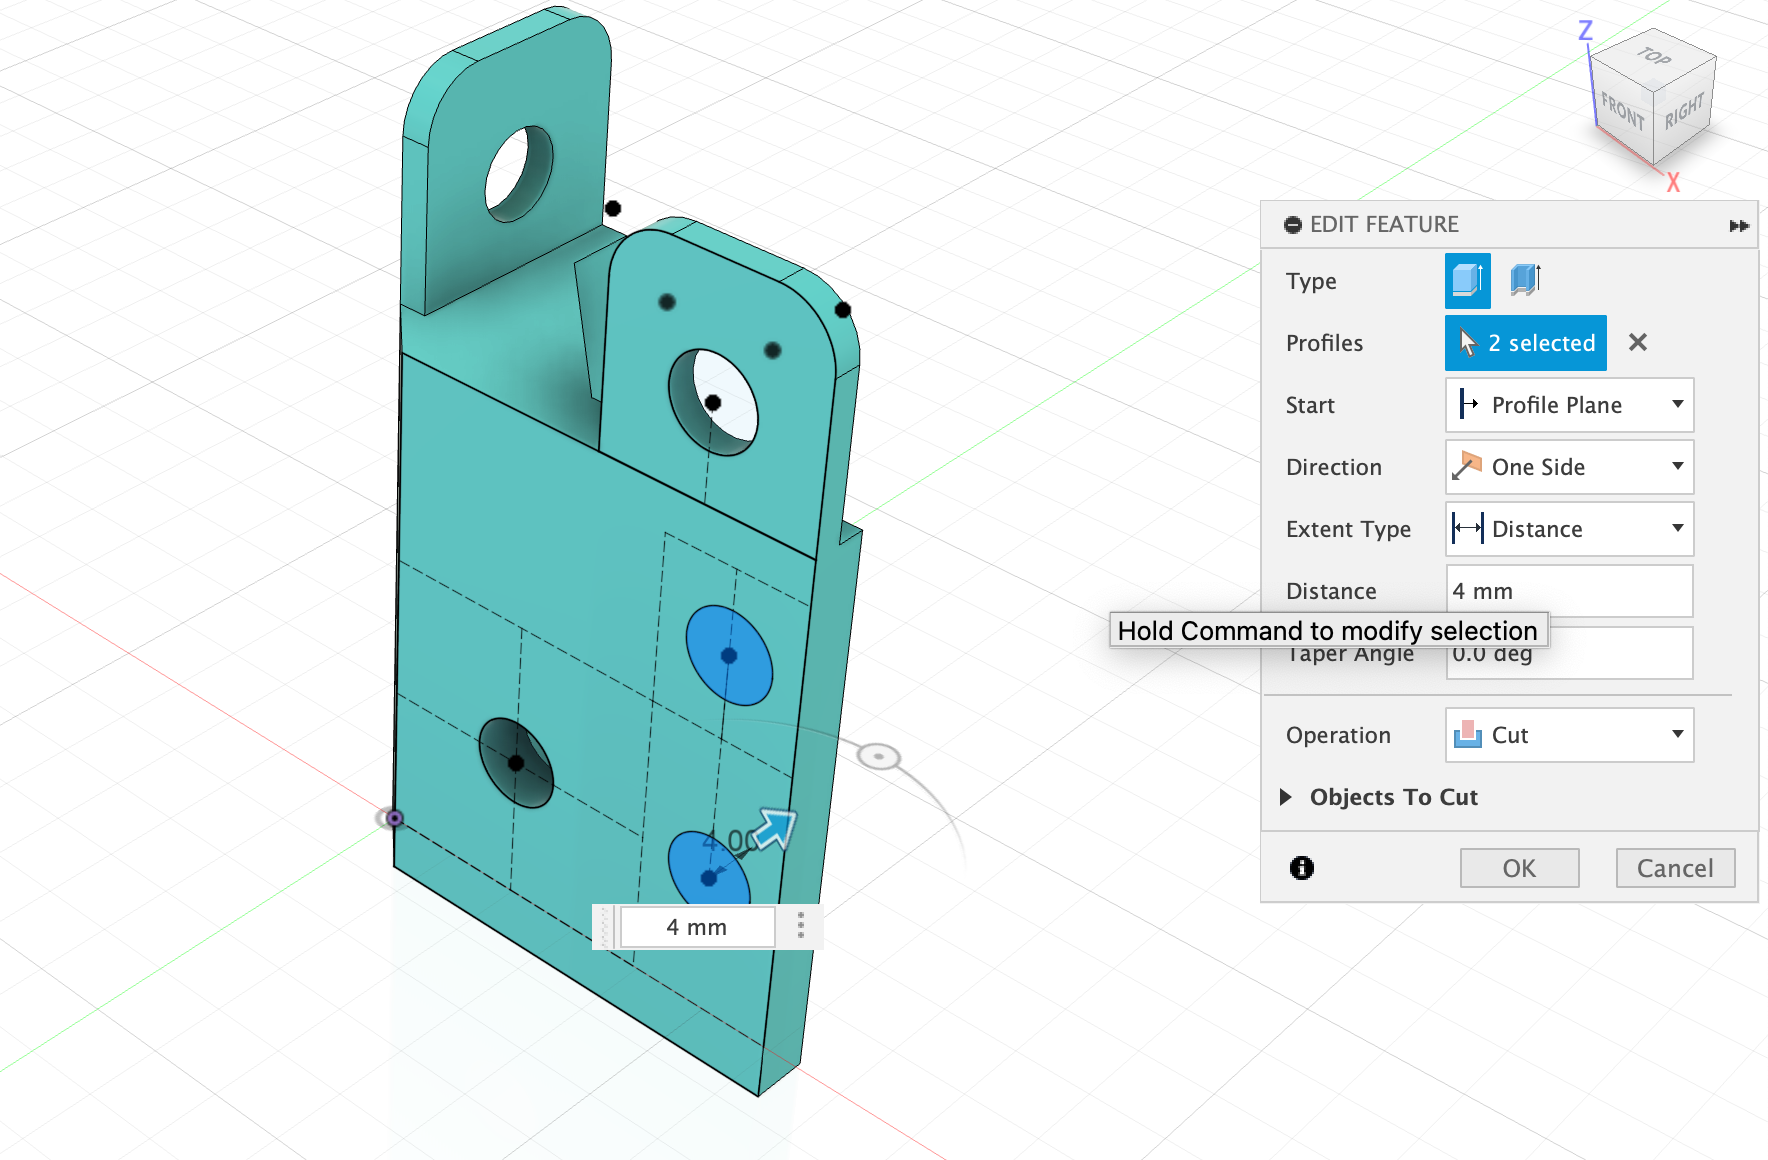 Z
TOP
FRONT
RIGHT
X
EDIT FEATURE
Type
Profiles
2 selected
Start
Profile Plane
Direction
One Side
Extent Type
Distance
Distance
4 mm
Hold Command to modify selection
Taper Angle
0.0 deg
Operation
Cut
Objects To Cut
OK
Cancel
4.00
4 mm